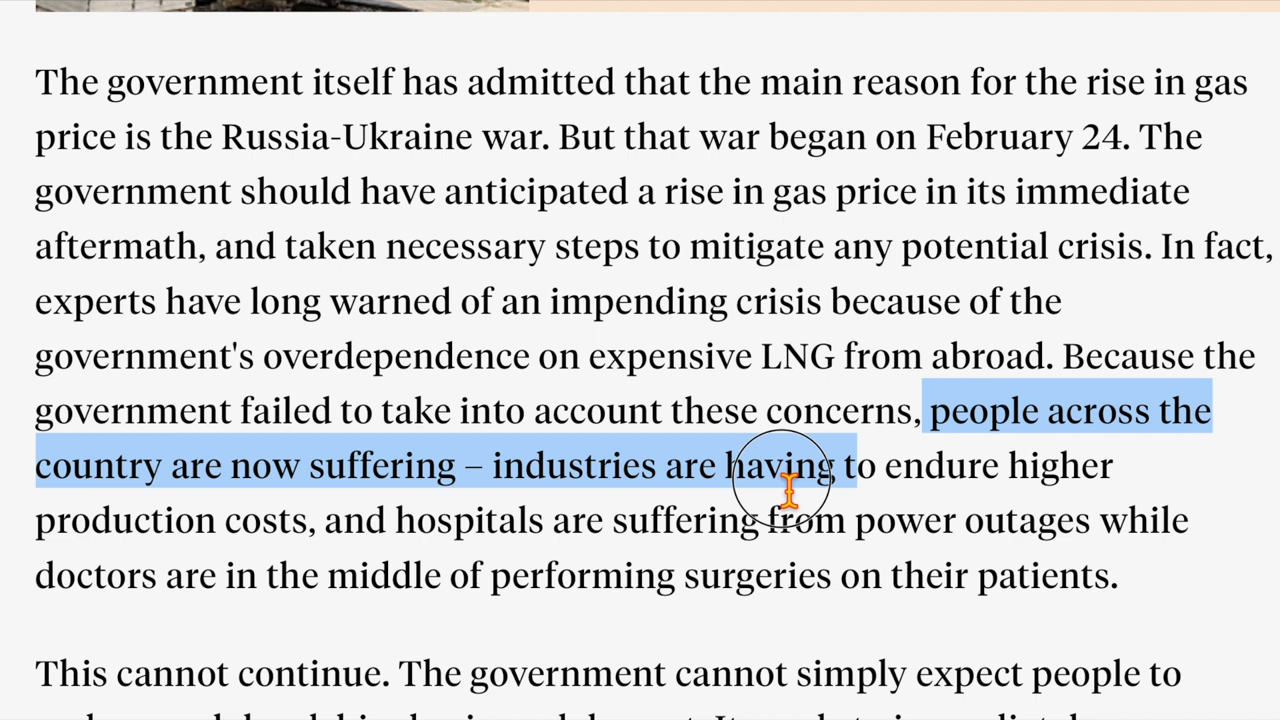 The government itself has admitted that the main reason for the rise in gas
price is the Russia-Ukraine war. But that war began on February 24. The
government should have anticipated a rise in gas price in its immediate
aftermath, and taken necessary steps to mitigate any potential crisis. In fact,
experts have long warned of an impending crisis because of the
government's overdependence on expensive LNG from abroad. Because the
government failed to take into account these concerns, people across the
country are now suffering – industries are having to endure higher
production costs, and hospitals are suffering from power outages while
doctors are in the middle of performing surgeries on their patients.
This cannot continue. The government cannot simply expect people to